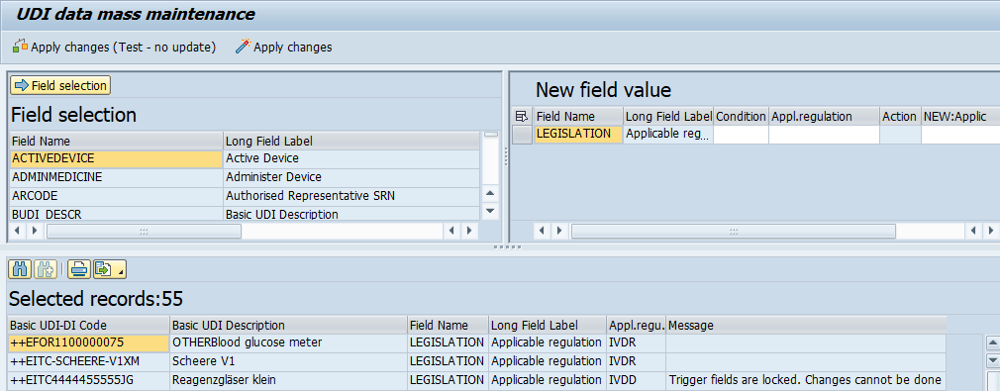 UDI data mass maintenance
Apply changes (Test - no update) Apply changes
Field selection
Field selection
Field Name Long Field Label
ACTIVEDEVICE Active Device
ADMINMEDICINE Administer Device
ARCODE Authorised Representative SRN
BUDI_DESCR Basic UDI Description
New field value
Field Name Long Field Label Condition Appl.regulation Action NEW:Applic
LEGISLATION Applicable reg...
Selected records:55
Basic UDI-DI Code Basic UDI Description Field Name Long Field Label Appl.regu. Message
++EFOR1100000075 OTHERBlood glucose meter LEGISLATION Applicable regulation IVDR
++EITC-SCHEERE-V1XM Scheere V1 LEGISLATION Applicable regulation IVDR
++EITC4444455555JG Reagenzgläser klein LEGISLATION Applicable regulation IVDD Trigger fields are locked. Changes cannot be done